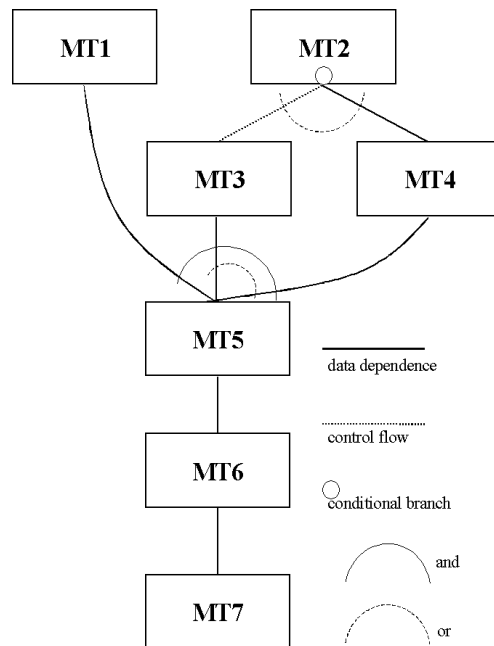 MT1
MT2
MT3
MT4
MT5
data dependence
control flow
MT6
conditional branch
and
MT7
or